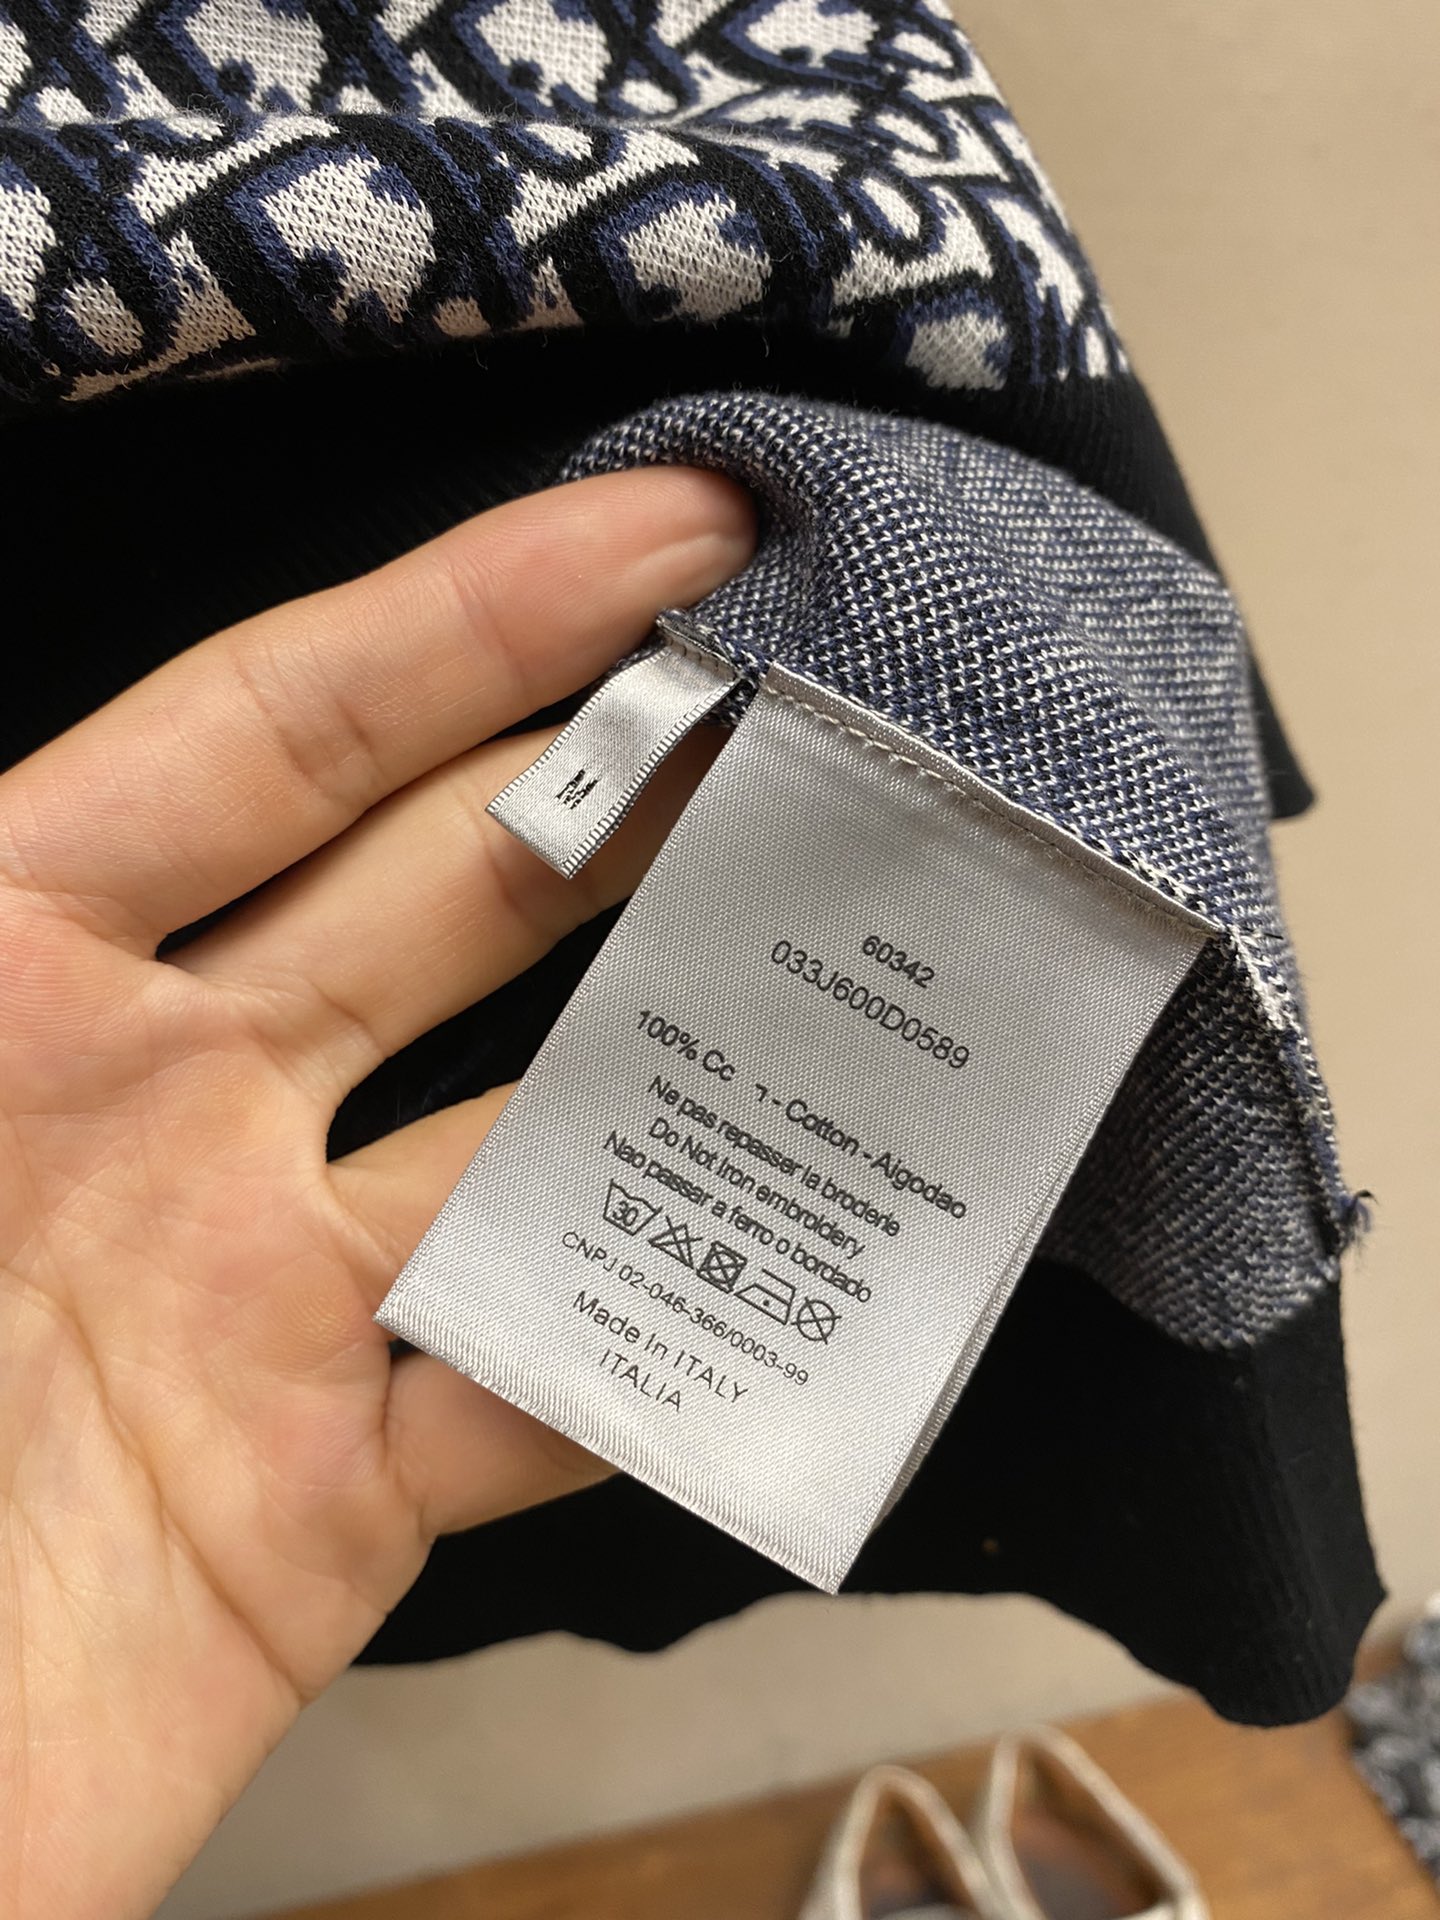 M
60342
033J600D0589
100% - Cotton - Algodao
Ne pas repasser la broderie
Do Not Iron embroidery
Nao passar a ferro o bordado
30
CNPJ 02-046-366/0003-99
Made In ITALY
ITALIA